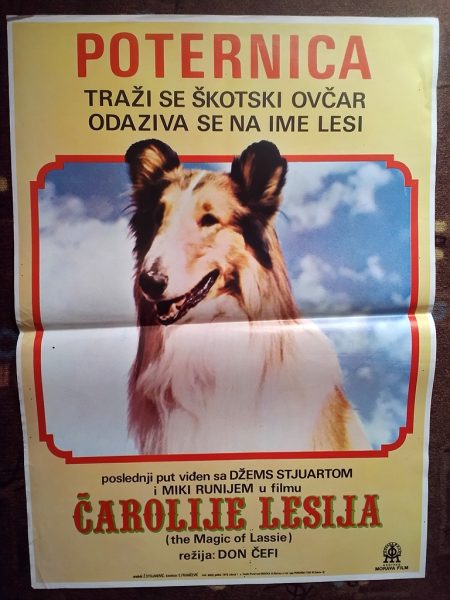 POTERNICA
TRAŽI SE ŠKOTSKI OVČAR
ODAZIVA SE NA IME LESI
poslednji put viđen sa DŽEMS STJUARTOM
i MIKI RUNIJEM u filmu
ČAROLIJE LESIJA
(the Magic of Lassie)
režija: DON ČEFI
MORAVA FILM